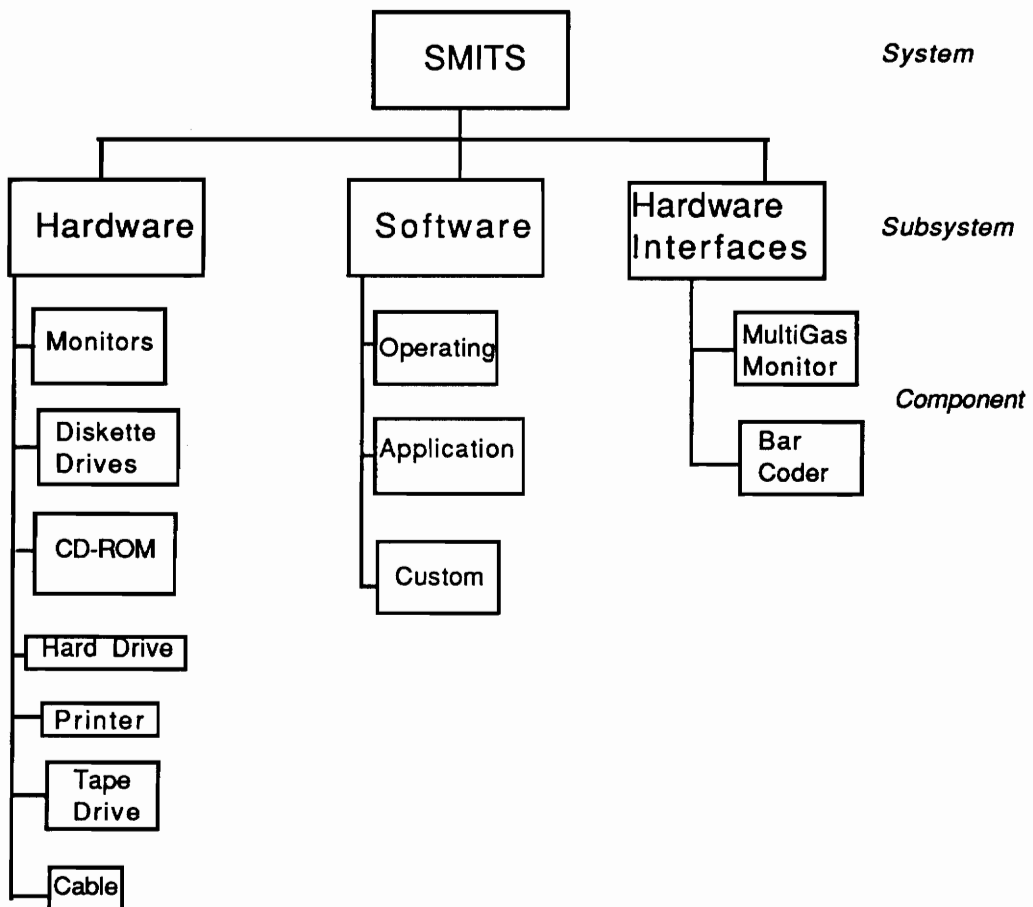 SMITS
System
Hardware
Software
Hardware
Interfaces
Subsystem
Monitors
Diskette
Drives
CD-ROM
Hard Drive
Printer
Tape
Drive
Cable
Operating
Application
Custom
MultiGas
Monitor
Bar
Coder
Component